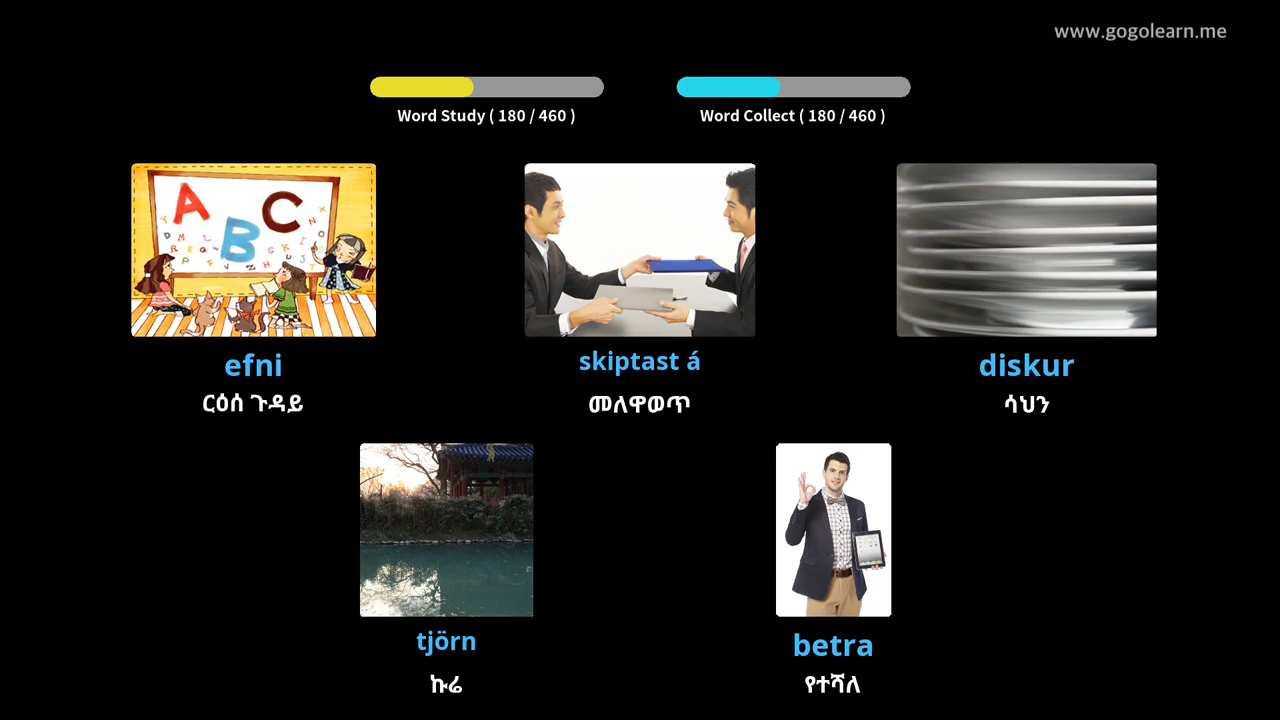 www.gogolearn.me
Word Study ( 180 / 460 )
Word Collect ( 180 / 460 )
A B C
efni
ርዕሰ ጉዳይ
skiptast á
መለዋወጥ
diskur
ሳህን
tjörn
ኩሬ
betra
የተሻለ